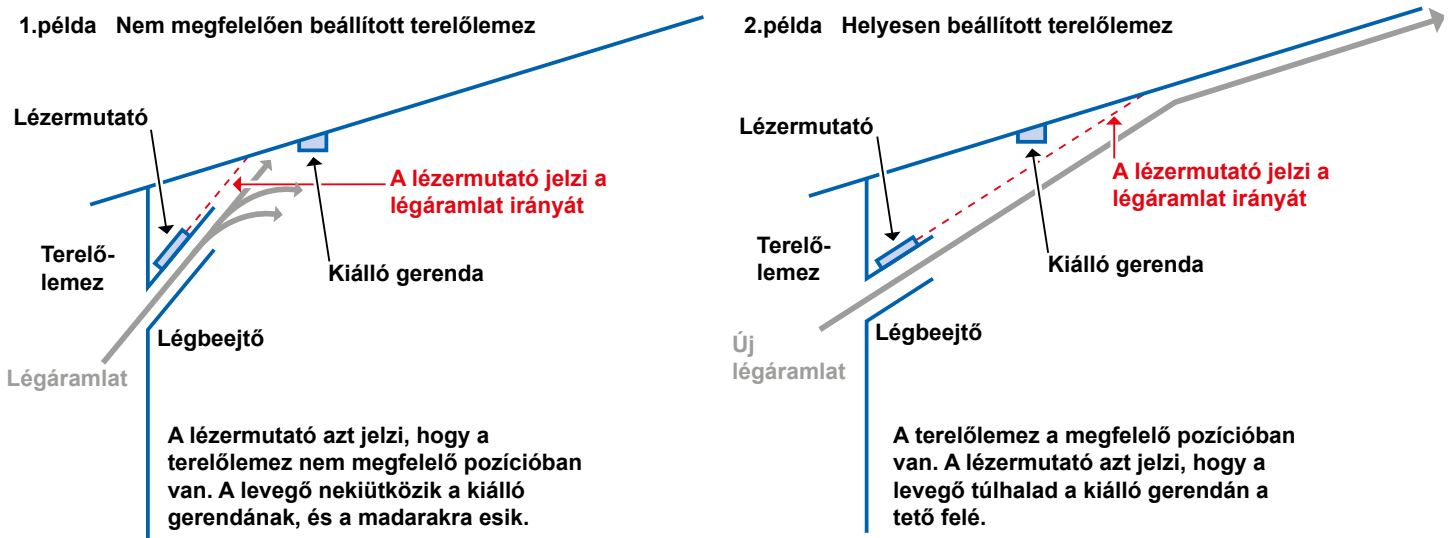 1.példa Nem megfelelően beállított terelőlemez
Lézermutató
A lézermutató jelzi a
légáramlat irányát
Terelő-
lemez
Kiálló gerenda
Légbeejtő
Légáramlat
A lézermutató azt jelzi, hogy a
terelőlemez nem megfelelő pozícióban
van. A levegő nekiütközik a kiálló
gerendának, és a madarakra esik.
2.példa Helyesen beállított terelőlemez
Lézermutató
A lézermutató jelzi a
légáramlat irányát
Terelő-
lemez
Kiálló gerenda
Légbeejtő
Új
légáramlat
A terelőlemez a megfelelő pozícióban
van. A lézermutató azt jelzi, hogy a
levegő túlhalad a kiálló gerendán a
tető felé.